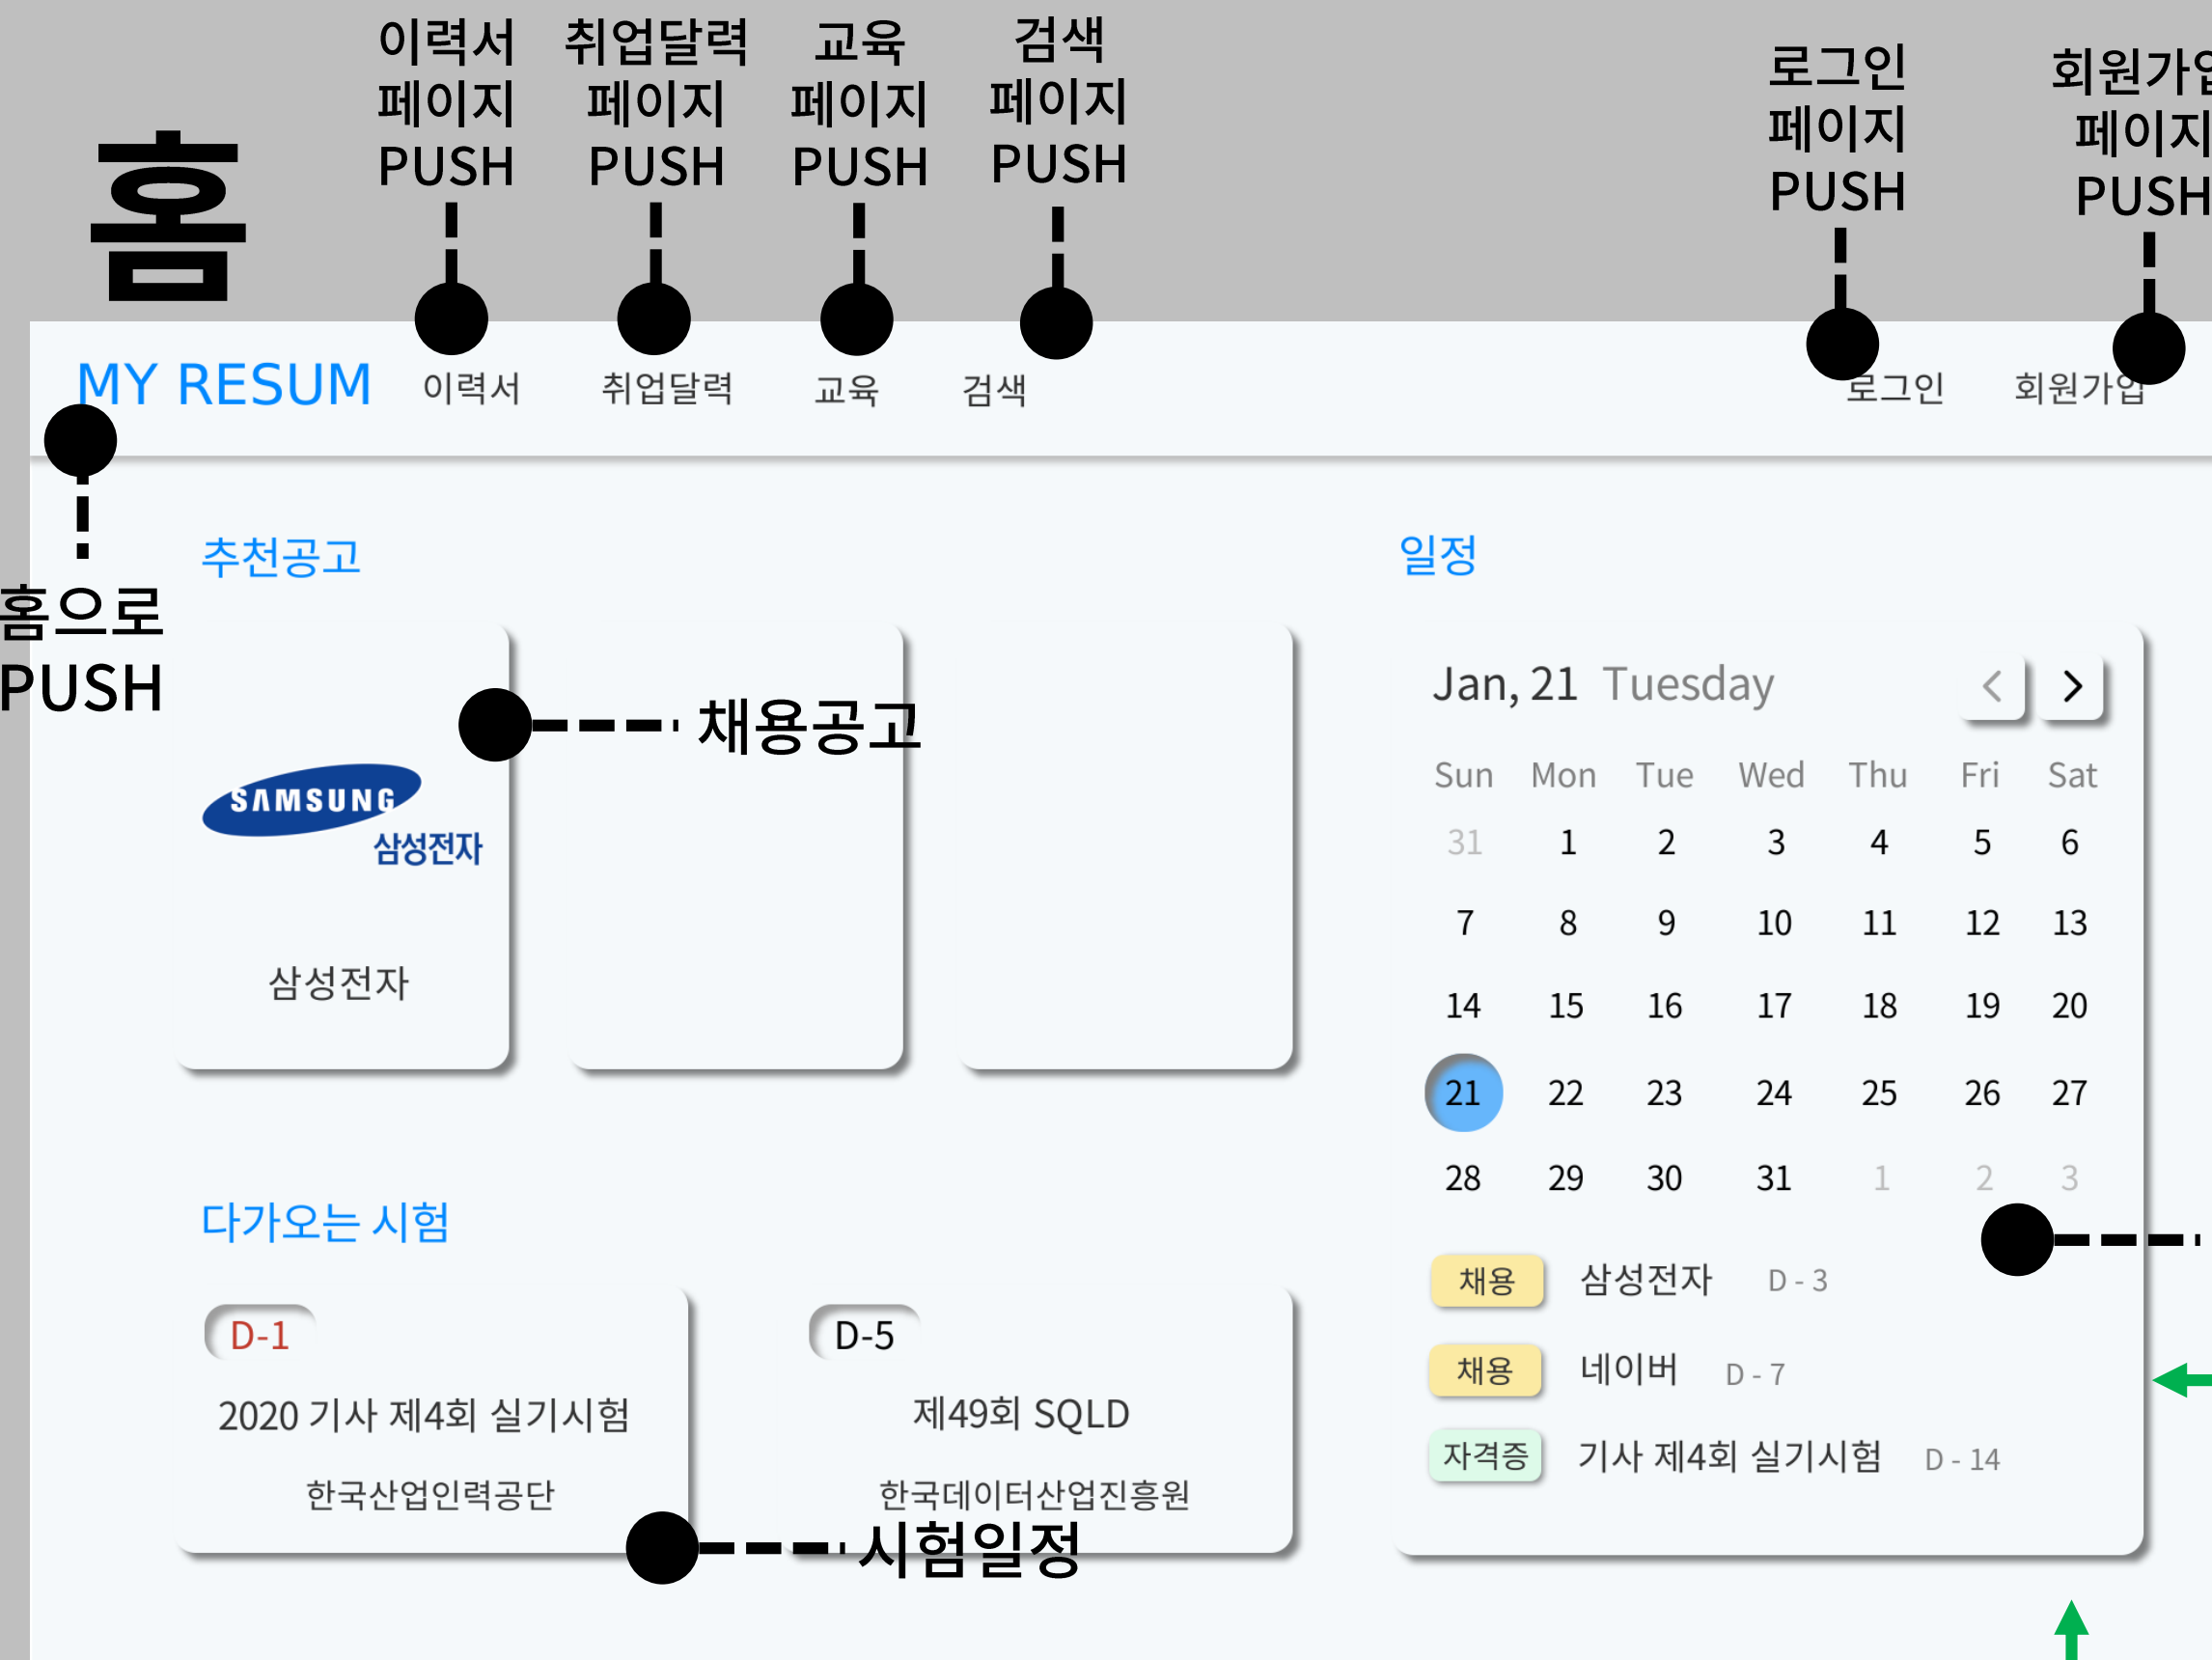 이력서
페이지
PUSH
취업달력
페이지
PUSH
교육
페이지
PUSH
검색
페이지
PUSH
로그인
페이지
PUSH
회원가입
페이지
PUSH
홈
MY RESUM 이력서 취업달력 교육 검색 로그인 회원가입
홈으로
PUSH
추천공고
일정
채용공고
SAMSUNG
삼성전자
삼성전자
Jan, 21 Tuesday < >
Sun Mon Tue Wed Thu Fri Sat
31 1 2 3 4 5 6
7 8 9 10 11 12 13
14 15 16 17 18 19 20
21 22 23 24 25 26 27
28 29 30 31 1 2 3
채용 삼성전자 D - 3
채용 네이버 D - 7
자격증 기사 제4회 실기시험 D - 14
다가오는 시험
D-1
2020 기사 제4회 실기시험
한국산업인력공단
D-5
제49회 SQLD
한국데이터산업진흥원
시험일정